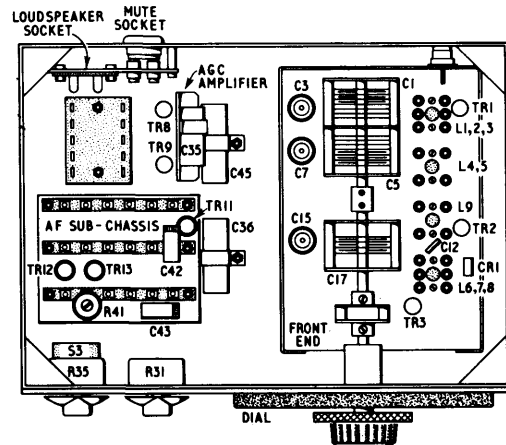 LOUDSPEAKER
SOCKET
MUTE
SOCKET
AGC
AMPLIFIER
TR8
TR9
C35
C45
C3
C7
C1
C5
TR1
L1,2,3
L4,5
L9
TR2
C12
CR1
L6,7,8
C15
C17
TR3
FRONT
END
AF SUB-CHASSIS
TR11
C36
TR12
TR13
C42
R41
C43
S3
R35
R31
DIAL